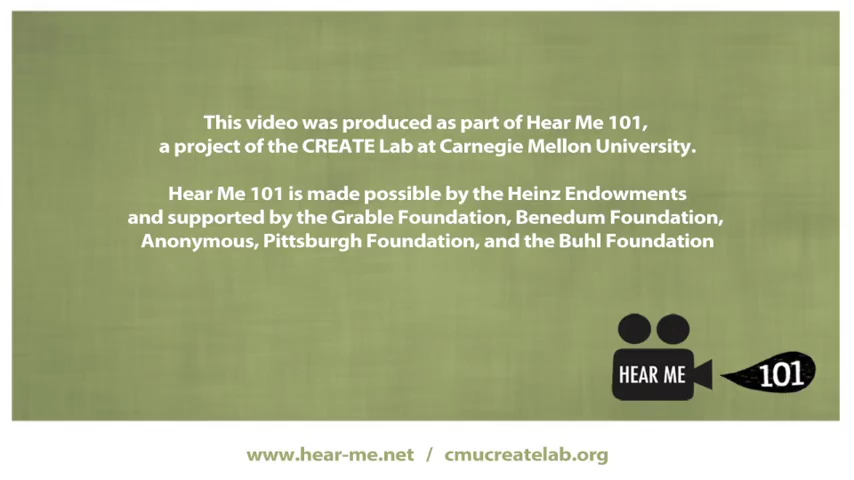 This video was produced as part of Hear Me 101,
a project of the CREATE Lab at Carnegie Mellon University.
Hear Me 101 is made possible by the Heinz Endowments
and supported by the Grable Foundation, Benedum Foundation,
Anonymous, Pittsburgh Foundation, and the Buhl Foundation
HEAR ME 101
www.hear-me.net / cmucreatelab.org